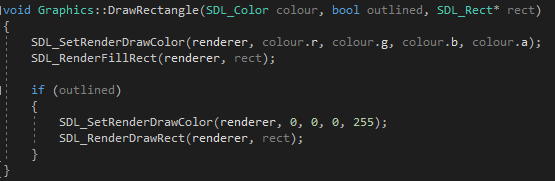 void Graphics::DrawRectangle(SDL_Color colour, bool outlined, SDL_Rect* rect)
{
    SDL_SetRenderDrawColor(renderer, colour.r, colour.g, colour.b, colour.a);
    SDL_RenderFillRect(renderer, rect);

    if (outlined)
    {
        SDL_SetRenderDrawColor(renderer, 0, 0, 0, 255);
        SDL_RenderDrawRect(renderer, rect);
    }
}